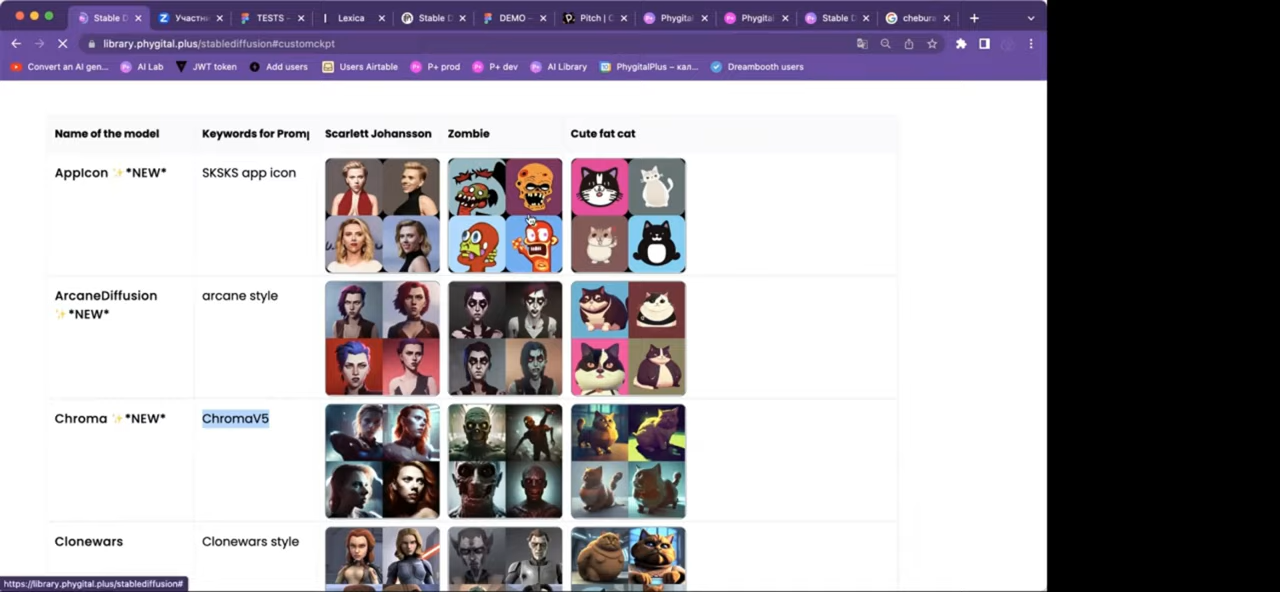 Stable D
Участни
TESTS –
Lexica
Stable D
DEMO –
Pitch | C
Phygital
Phygital
Stable D
chebura
library.phygital.plus/stablediffusion#customckpt
Convert an AI gen...
AI Lab
JWT token
Add users
Users Airtable
P+ prod
P+ dev
AI Library
PhygitalPlus – кал...
Dreambooth users
Name of the model
Keywords for Promp
Scarlett Johansson
Zombie
Cute fat cat
AppIcon ✨*NEW*
SKSKS app icon
ArcaneDiffusion
✨*NEW*
arcane style
Chroma ✨*NEW*
ChromaV5
Clonewars
Clonewars style
https://library.phygital.plus/stablediffusion#